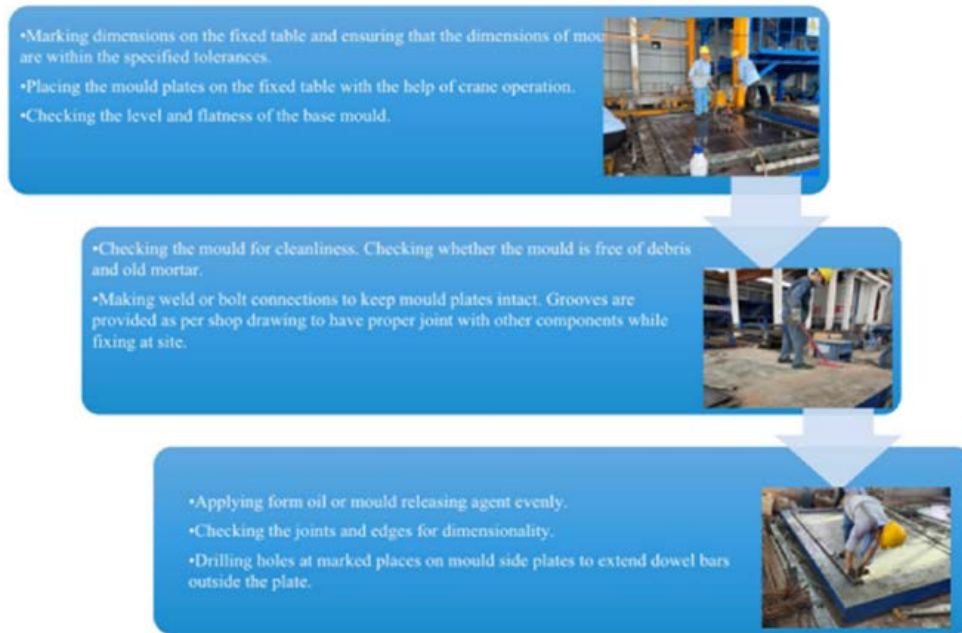 •Marking dimensions on the fixed table and ensuring that the dimensions of mou
are within the specified tolerances.
•Placing the mould plates on the fixed table with the help of crane operation.
•Checking the level and flatness of the base mould.
•Checking the mould for cleanliness. Checking whether the mould is free of debris
and old mortar.
•Making weld or bolt connections to keep mould plates intact. Grooves are
provided as per shop drawing to have proper joint with other components while
fixing at site.
•Applying form oil or mould releasing agent evenly.
•Checking the joints and edges for dimensionality.
•Drilling holes at marked places on mould side plates to extend dowel bars
outside the plate.